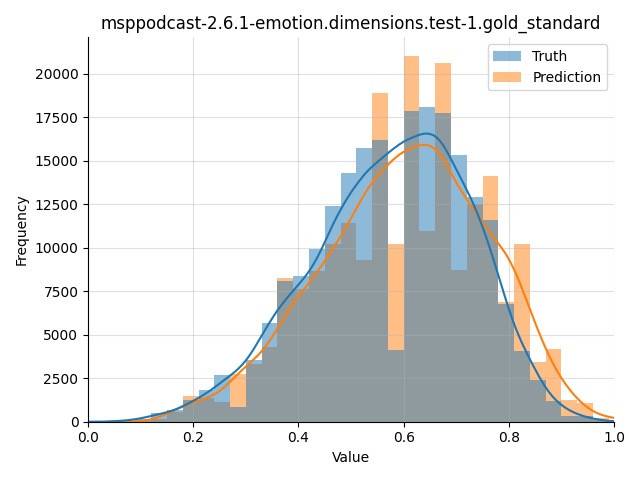 msppodcast-2.6.1-emotion.dimensions.test-1.gold_standard
Truth
Prediction
Frequency
20000
17500
15000
12500
10000
7500
5000
2500
0
0.0 0.2 0.4 0.6 0.8 1.0
Value